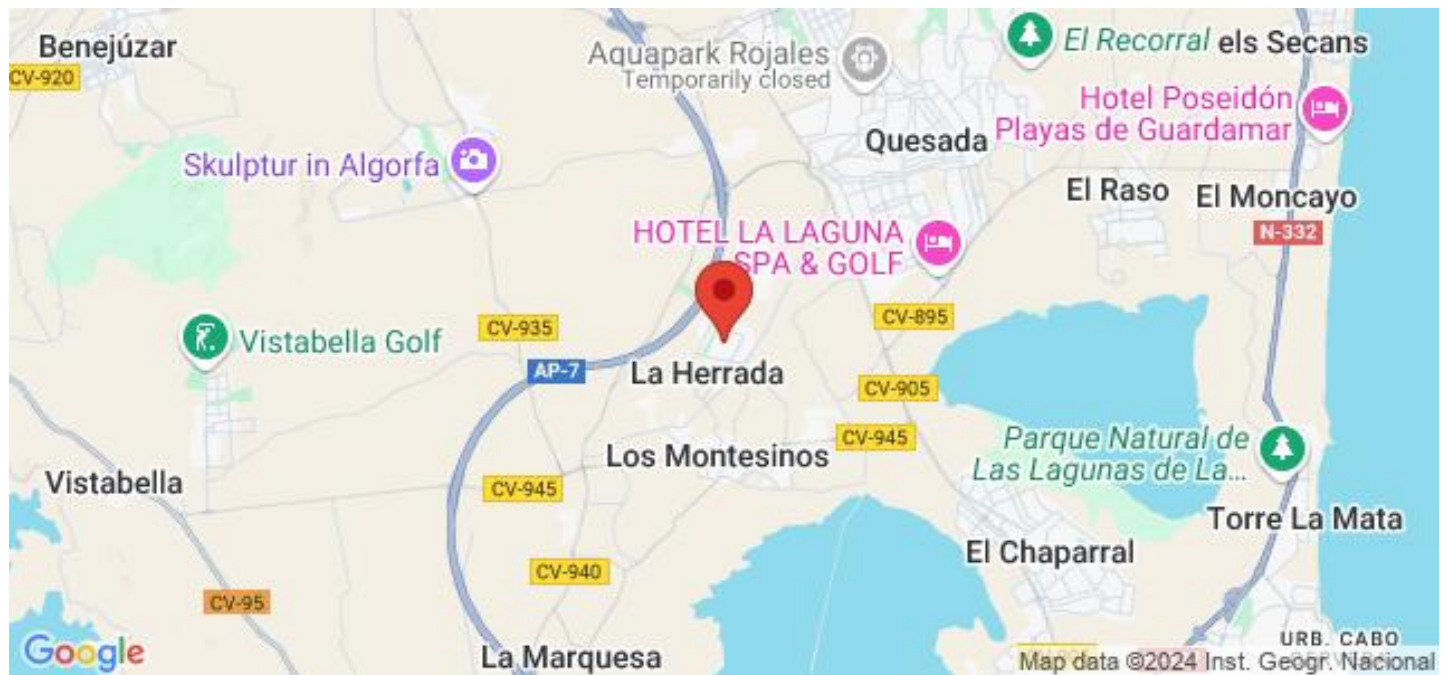 Benejúzar
CV-920
Aquapark Rojales
Temporarily closed
El Recorral
els Secans
Hotel Poseidón
Playas de Guardamar
Skulptur in Algorfa
Quesada
El Raso
El Moncayo
N-332
HOTEL LA LAGUNA
SPA & GOLF
CV-895
CV-935
Vistabella Golf
AP-7
La Herrada
CV-905
CV-945
Los Montesinos
Parque Natural de
Las Lagunas de La...
Vistabella
CV-945
Torre La Mata
El Chaparral
CV-940
CV-95
URB. CABO
Google
La Marquesa
Map data ©2024 Inst. Geogr. Nacional